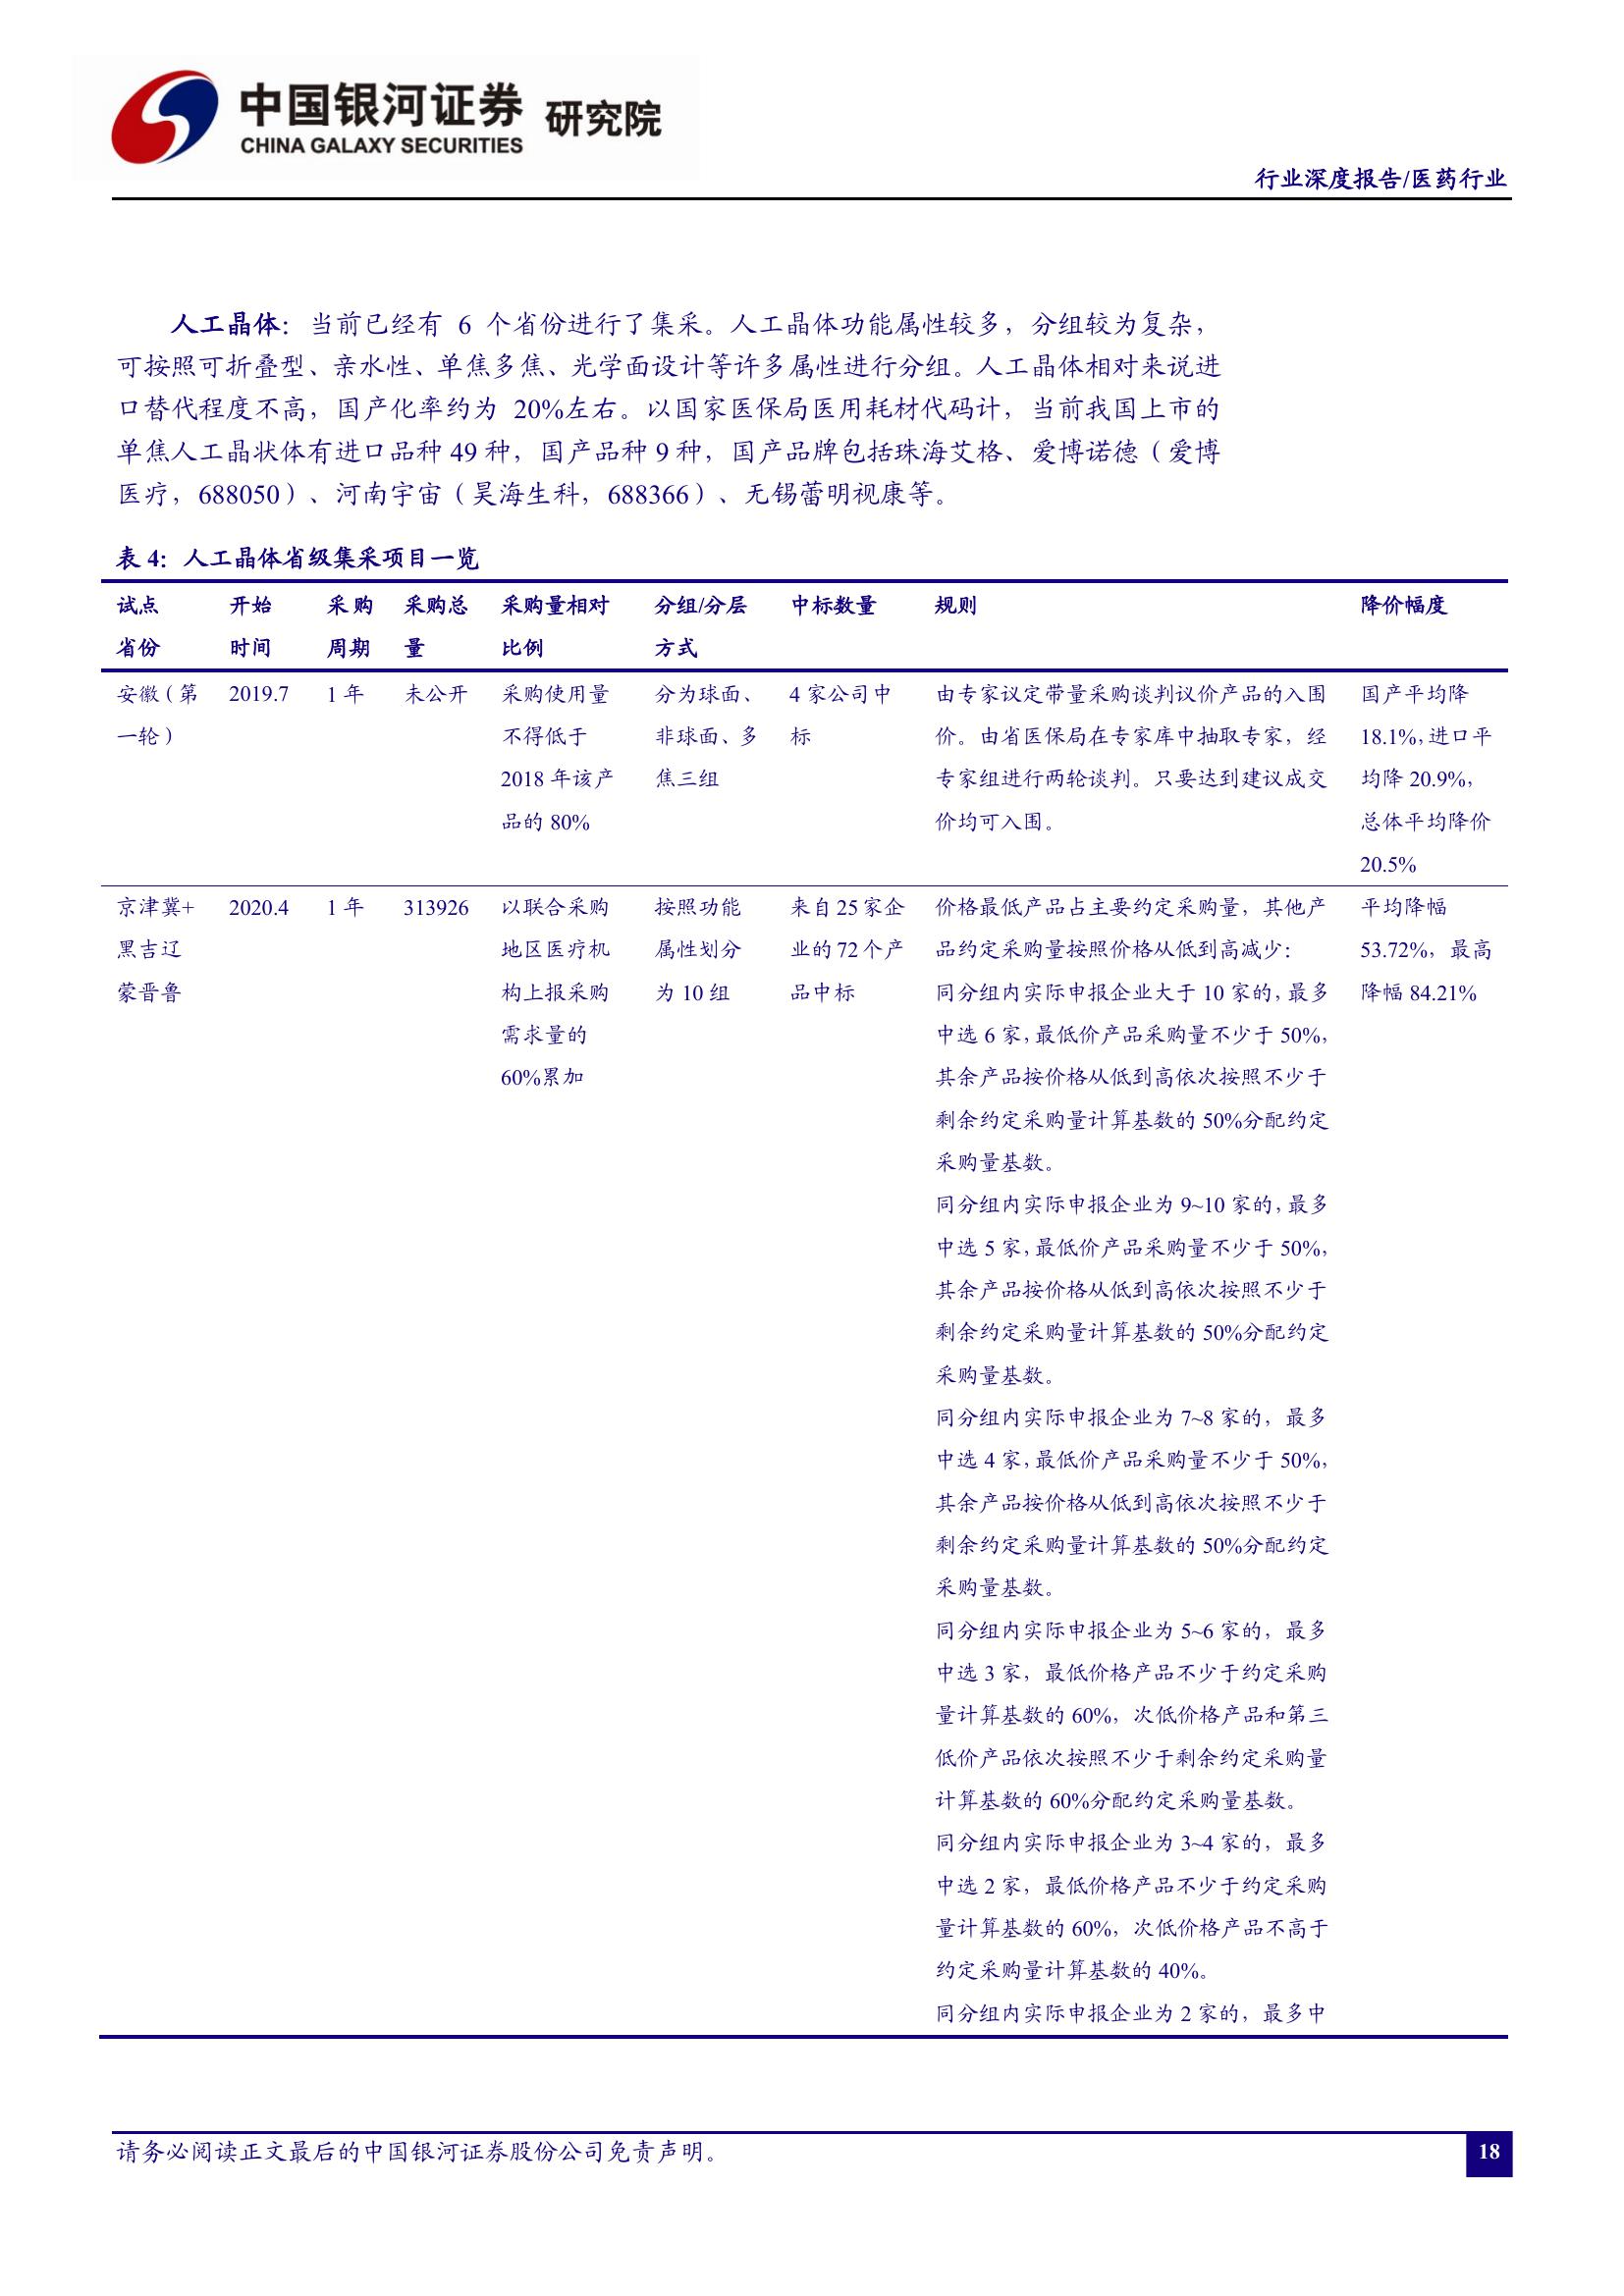 中国银河证券 研究院
CHINA GALAXY SECURITIES
行业深度报告/医药行业
人工晶体：当前已经有 6 个省份进行了集采。人工晶体功能属性较多，分组较为复杂，
可按照可折叠型、亲水性、单焦多焦、光学面设计等许多属性进行分组。人工晶体相对来说进
口替代程度不高，国产化率约为 20%左右。以国家医保局医用耗材代码计，当前我国上市的
单焦人工晶状体有进口品种 49 种，国产品种 9 种，国产品牌包括珠海艾格、爱博诺德（爱博
医疗，688050）、河南宇宙（昊海生科，688366）、无锡蕾明视康等。
表 4：人工晶体省级集采项目一览
试点
省份
开始
时间
采购
周期
采购总
量
采购量相对
比例
分组/分层
方式
中标数量
规则
降价幅度
安徽（第
一轮）
2019.7
1 年
未公开
采购使用量
不得低于
2018 年该产
品的 80%
分为球面、
非球面、多
焦三组
4 家公司中
标
由专家议定带量采购谈判议价产品的入围
价。由省医保局在专家库中抽取专家，经
专家组进行两轮谈判。只要达到建议成交
价均可入围。
国产平均降
18.1%，进口平
均降 20.9%，
总体平均降价
20.5%
京津冀+
黑吉辽
蒙晋鲁
2020.4
1 年
313926
以联合采购
地区医疗机
构上报采购
需求量的
60%累加
按照功能
属性划分
为 10 组
来自 25 家企
业的 72 个产
品中标
价格最低产品占主要约定采购量，其他产
品约定采购量按照价格从低到高减少：
同分组内实际申报企业大于 10 家的，最多
中选 6 家，最低价产品采购量不少于 50%，
其余产品按价格从低到高依次按照不少于
剩余约定采购量计算基数的 50%分配约定
采购量基数。
同分组内实际申报企业为 9~10 家的，最多
中选 5 家，最低价产品采购量不少于 50%，
其余产品按价格从低到高依次按照不少于
剩余约定采购量计算基数的 50%分配约定
采购量基数。
同分组内实际申报企业为 7~8 家的，最多
中选 4 家，最低价产品采购量不少于 50%，
其余产品按价格从低到高依次按照不少于
剩余约定采购量计算基数的 50%分配约定
采购量基数。
同分组内实际申报企业为 5~6 家的，最多
中选 3 家，最低价格产品不少于约定采购
量计算基数的 60%，次低价格产品和第三
低价产品依次按照不少于剩余约定采购量
计算基数的 60%分配约定采购量基数。
同分组内实际申报企业为 3~4 家的，最多
中选 2 家，最低价格产品不少于约定采购
量计算基数的 60%，次低价格产品不高于
约定采购量计算基数的 40%。
同分组内实际申报企业为 2 家的，最多中
平均降幅
53.72%，最高
降幅 84.21%
请务必阅读正文最后的中国银河证券股份公司免责声明。
18